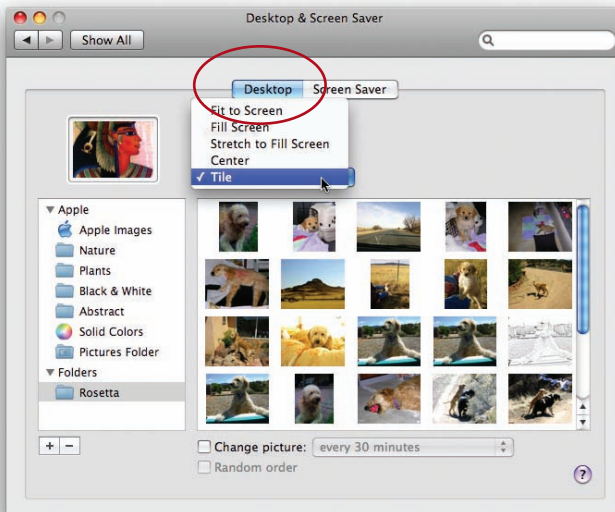 Desktop & Screen Saver
Show All
Desktop Screen Saver
Fit to Screen
Fill Screen
Stretch to Fill Screen
Center
✓ Tile
Apple
Apple Images
Nature
Plants
Black & White
Abstract
Solid Colors
Pictures Folder
Folders
Rosetta
+ −
Change picture: every 30 minutes
Random order
?